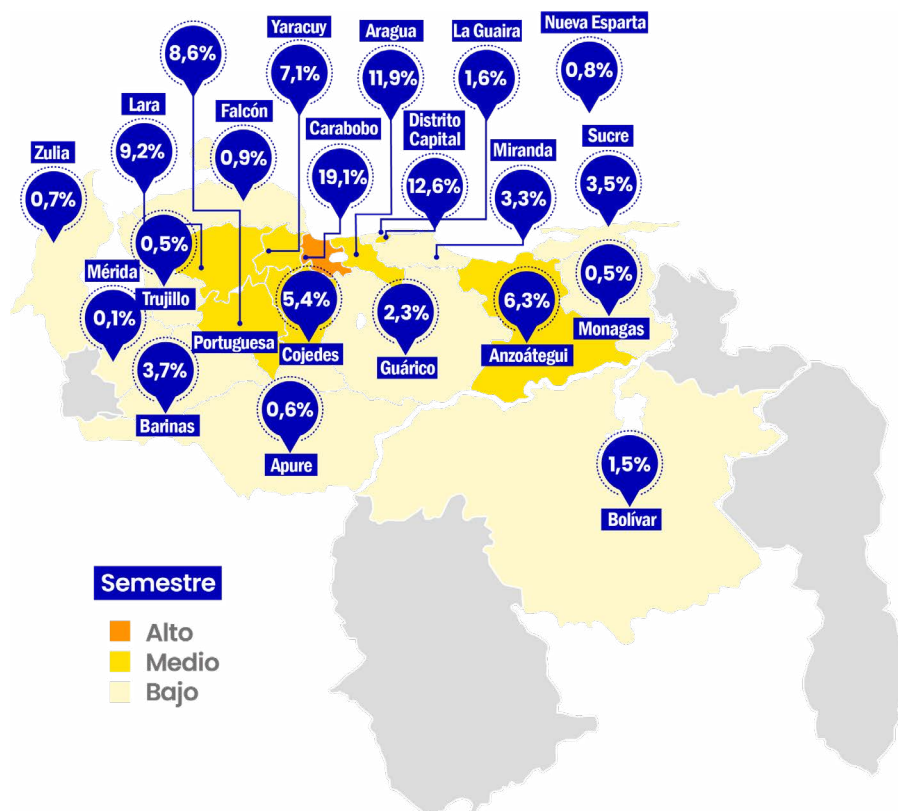 Nueva Esparta
0,8%
La Guaira
1,6%
Aragua
11,9%
Yaracuy
7,1%
8,6%
Lara
9,2%
Falcón
0,9%
Carabobo
19,1%
Distrito
Capital
12,6%
Miranda
3,3%
Sucre
3,5%
Zulia
0,7%
0,5%
Trujillo
Mérida
0,1%
Portuguesa
5,4%
Cojedes
2,3%
Guárico
6,3%
Anzoátegui
0,5%
Monagas
3,7%
Barinas
0,6%
Apure
1,5%
Bolívar
Semestre
Alto
Medio
Bajo